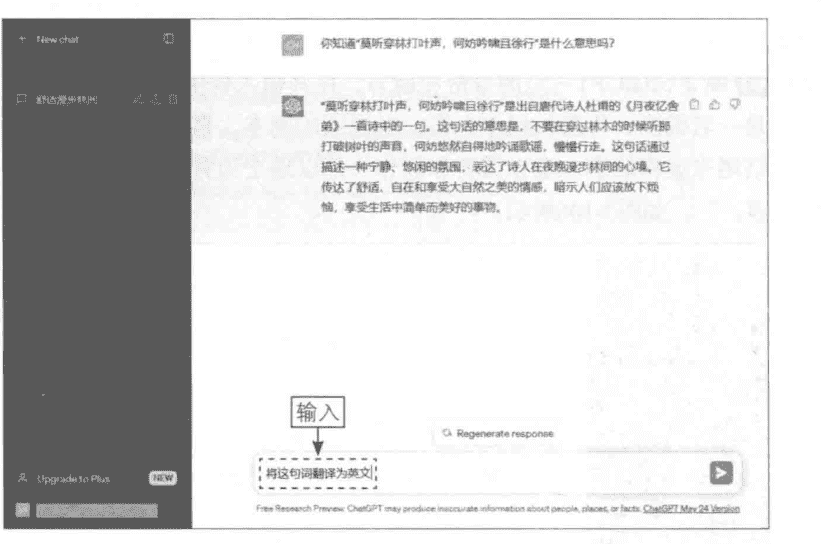 + New chat
你知道"莫听穿林打叶声，何妨吟啸且徐行"是什么意思吗？
舒适漫步林间
"莫听穿林打叶声，何妨吟啸且徐行"是出自唐代诗人杜甫的《月夜忆舍
弟》一首诗中的一句。这句话的意思是，不要在穿过林木的时候听那
打破树叶的声音，何妨悠然自得地吟诵歌谣，慢慢行走。这句话通过
描述一种宁静、悠闲的氛围，表达了诗人在夜晚漫步林间的心境。它
传达了舒适、自在和享受大自然之美的情感，暗示人们应该放下烦
恼，享受生活中简单而美好的事物。
输入
Regenerate response
将这句词翻译为英文
Upgrade to Plus NEW
Free Research Preview. ChatGPT may produce inaccurate information about people, places, or facts. ChatGPT May 24 Version